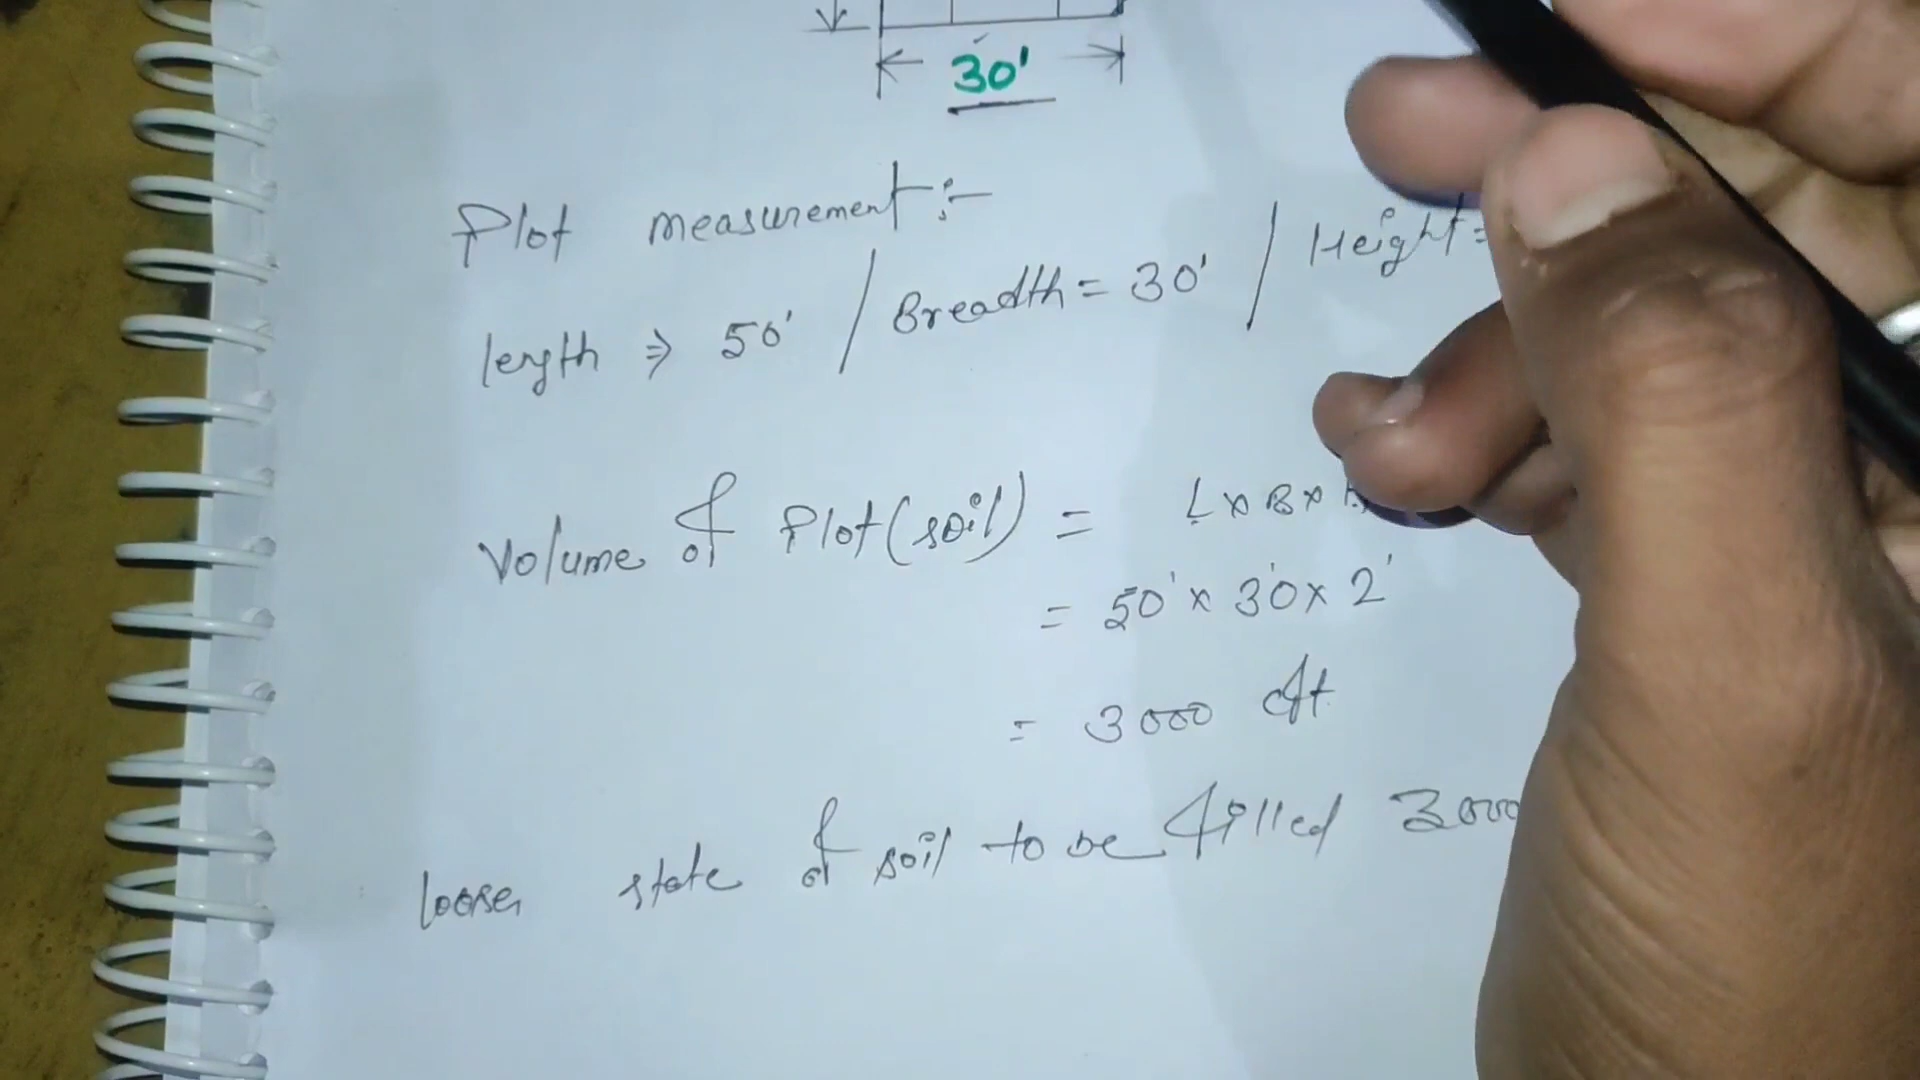 30'
Plot measurement :-
length ⇒ 50' / Breadth = 30' / Height =
Volume of Plot (soil) = L × B ×
= 50' × 30' × 2'
= 3000 cft
loose state of soil to be filled 3000